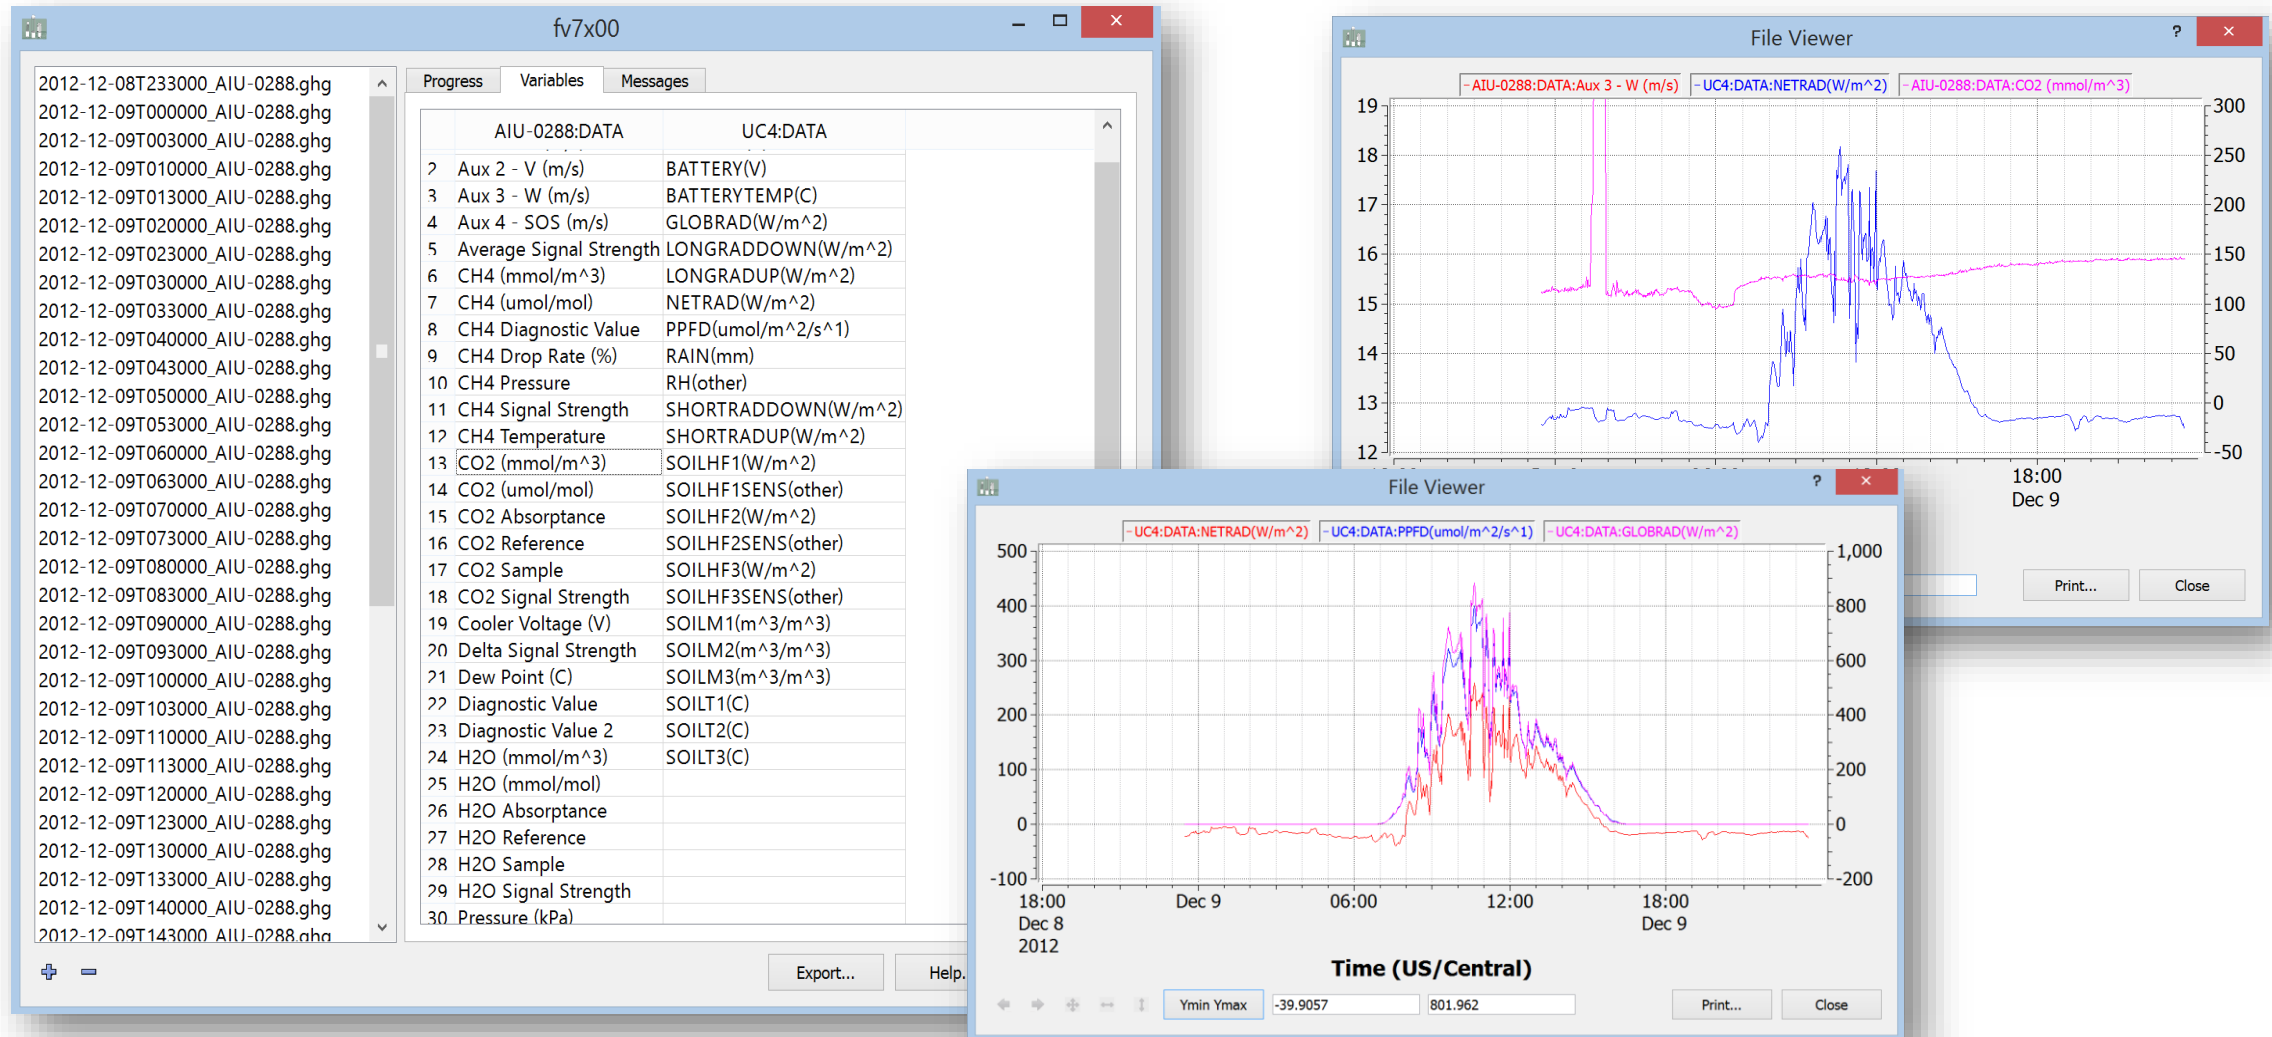 fv7x00
2012-12-08T233000_AIU-0288.ghg
2012-12-09T000000_AIU-0288.ghg
2012-12-09T003000_AIU-0288.ghg
2012-12-09T010000_AIU-0288.ghg
2012-12-09T013000_AIU-0288.ghg
2012-12-09T020000_AIU-0288.ghg
2012-12-09T023000_AIU-0288.ghg
2012-12-09T030000_AIU-0288.ghg
2012-12-09T033000_AIU-0288.ghg
2012-12-09T040000_AIU-0288.ghg
2012-12-09T043000_AIU-0288.ghg
2012-12-09T050000_AIU-0288.ghg
2012-12-09T053000_AIU-0288.ghg
2012-12-09T060000_AIU-0288.ghg
2012-12-09T063000_AIU-0288.ghg
2012-12-09T070000_AIU-0288.ghg
2012-12-09T073000_AIU-0288.ghg
2012-12-09T080000_AIU-0288.ghg
2012-12-09T083000_AIU-0288.ghg
2012-12-09T090000_AIU-0288.ghg
2012-12-09T093000_AIU-0288.ghg
2012-12-09T100000_AIU-0288.ghg
2012-12-09T103000_AIU-0288.ghg
2012-12-09T110000_AIU-0288.ghg
2012-12-09T113000_AIU-0288.ghg
2012-12-09T120000_AIU-0288.ghg
2012-12-09T123000_AIU-0288.ghg
2012-12-09T130000_AIU-0288.ghg
2012-12-09T133000_AIU-0288.ghg
2012-12-09T140000_AIU-0288.ghg
2012-12-09T143000_AIU-0288.ghg
Progress Variables Messages
AIU-0288:DATA UC4:DATA
2 Aux 2 - V (m/s) BATTERY(V)
3 Aux 3 - W (m/s) BATTERYTEMP(C)
4 Aux 4 - SOS (m/s) GLOBRAD(W/m^2)
5 Average Signal Strength LONGRADDOWN(W/m^2)
6 CH4 (mmol/m^3) LONGRADUP(W/m^2)
7 CH4 (umol/mol) NETRAD(W/m^2)
8 CH4 Diagnostic Value PPFD(umol/m^2/s^1)
9 CH4 Drop Rate (%) RAIN(mm)
10 CH4 Pressure RH(other)
11 CH4 Signal Strength SHORTRADDOWN(W/m^2)
12 CH4 Temperature SHORTRADUP(W/m^2)
13 CO2 (mmol/m^3) SOILHF1(W/m^2)
14 CO2 (umol/mol) SOILHF1SENS(other)
15 CO2 Absorptance SOILHF2(W/m^2)
16 CO2 Reference SOILHF2SENS(other)
17 CO2 Sample SOILHF3(W/m^2)
18 CO2 Signal Strength SOILHF3SENS(other)
19 Cooler Voltage (V) SOILM1(m^3/m^3)
20 Delta Signal Strength SOILM2(m^3/m^3)
21 Dew Point (C) SOILM3(m^3/m^3)
22 Diagnostic Value SOILT1(C)
23 Diagnostic Value 2 SOILT2(C)
24 H2O (mmol/m^3) SOILT3(C)
25 H2O (mmol/mol)
26 H2O Absorptance
27 H2O Reference
28 H2O Sample
29 H2O Signal Strength
30 Pressure (kPa)
Export... Help.
File Viewer ?
AIU-0288:DATA:Aux 3 - W (m/s) UC4:DATA:NETRAD(W/m^2) AIU-0288:DATA:CO2 (mmol/m^3)
19 300
18 250
17 200
16 150
15 100
14 50
13 0
12 -50
18:00
Dec 9
Print... Close
File Viewer ?
UC4:DATA:NETRAD(W/m^2) UC4:DATA:PPFD(umol/m^2/s^1) UC4:DATA:GLOBRAD(W/m^2)
500 1,000
400 800
300 600
200 400
100 200
0 0
-100 -200
18:00 Dec 9 06:00 12:00 18:00
Dec 8 Dec 9
2012
Time (US/Central)
Ymin Ymax -39.9057 801.962 Print... Close